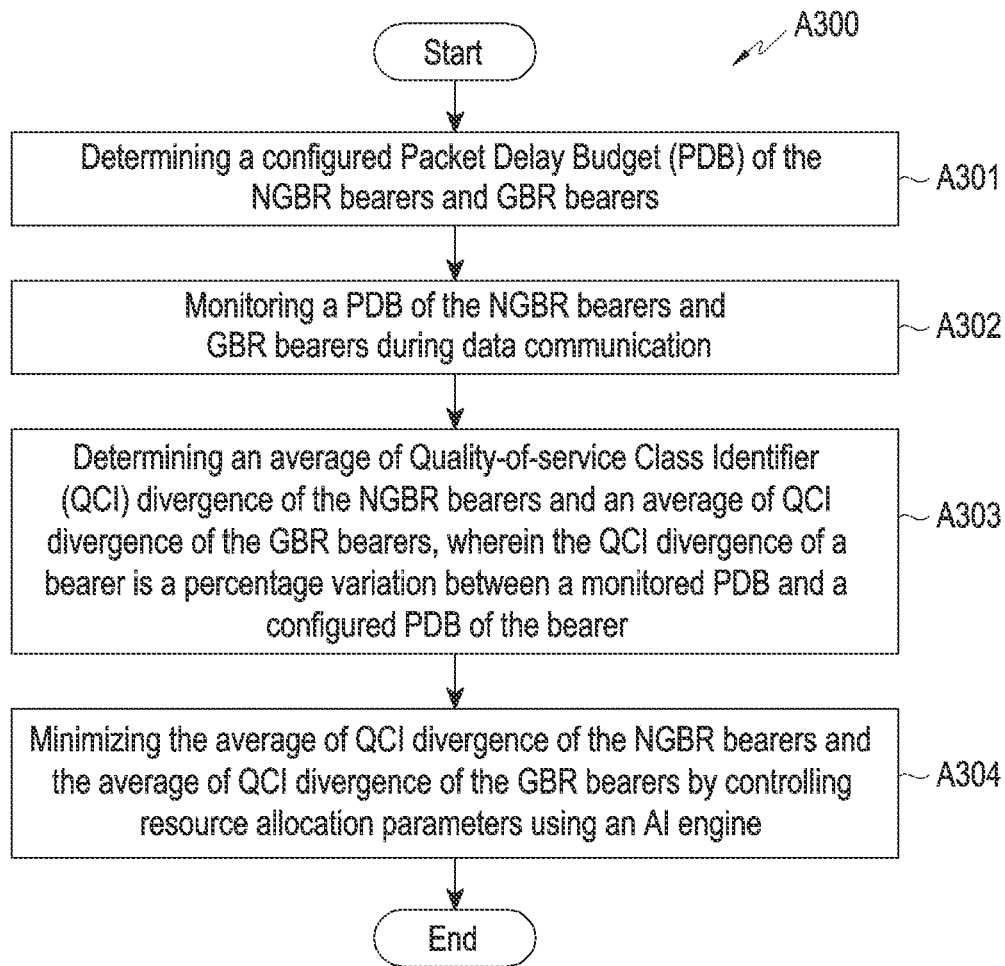 A300
Start
Determining a configured Packet Delay Budget (PDB) of the
NGBR bearers and GBR bearers
A301
Monitoring a PDB of the NGBR bearers and
GBR bearers during data communication
A302
Determining an average of Quality-of-service Class Identifier
(QCI) divergence of the NGBR bearers and an average of QCI
divergence of the GBR bearers, wherein the QCI divergence of a
bearer is a percentage variation between a monitored PDB and a
configured PDB of the bearer
A303
Minimizing the average of QCI divergence of the NGBR bearers and
the average of QCI divergence of the GBR bearers by controlling
resource allocation parameters using an AI engine
A304
End